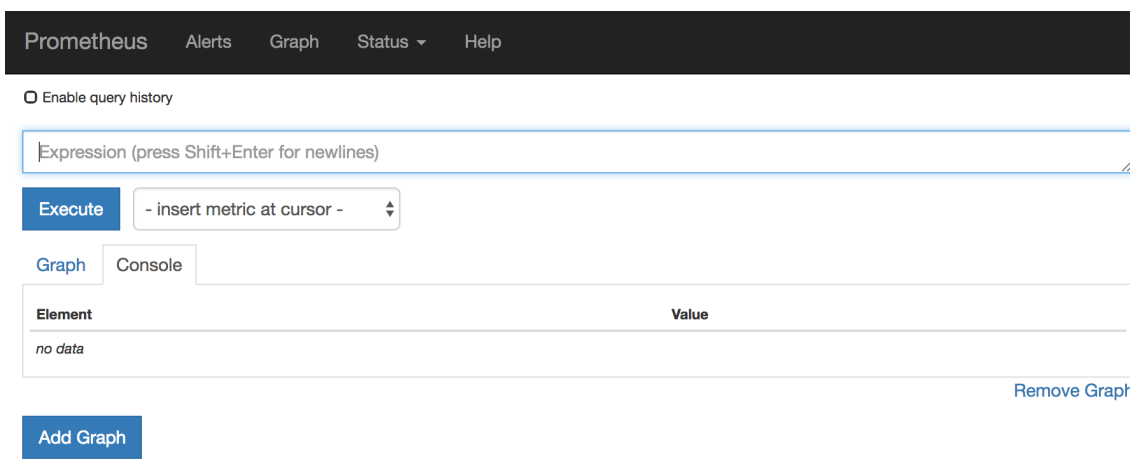 Prometheus Alerts Graph Status Help
Enable query history
Expression (press Shift+Enter for newlines)
Execute - insert metric at cursor -
Graph Console
Element Value
no data
Remove Graph
Add Graph